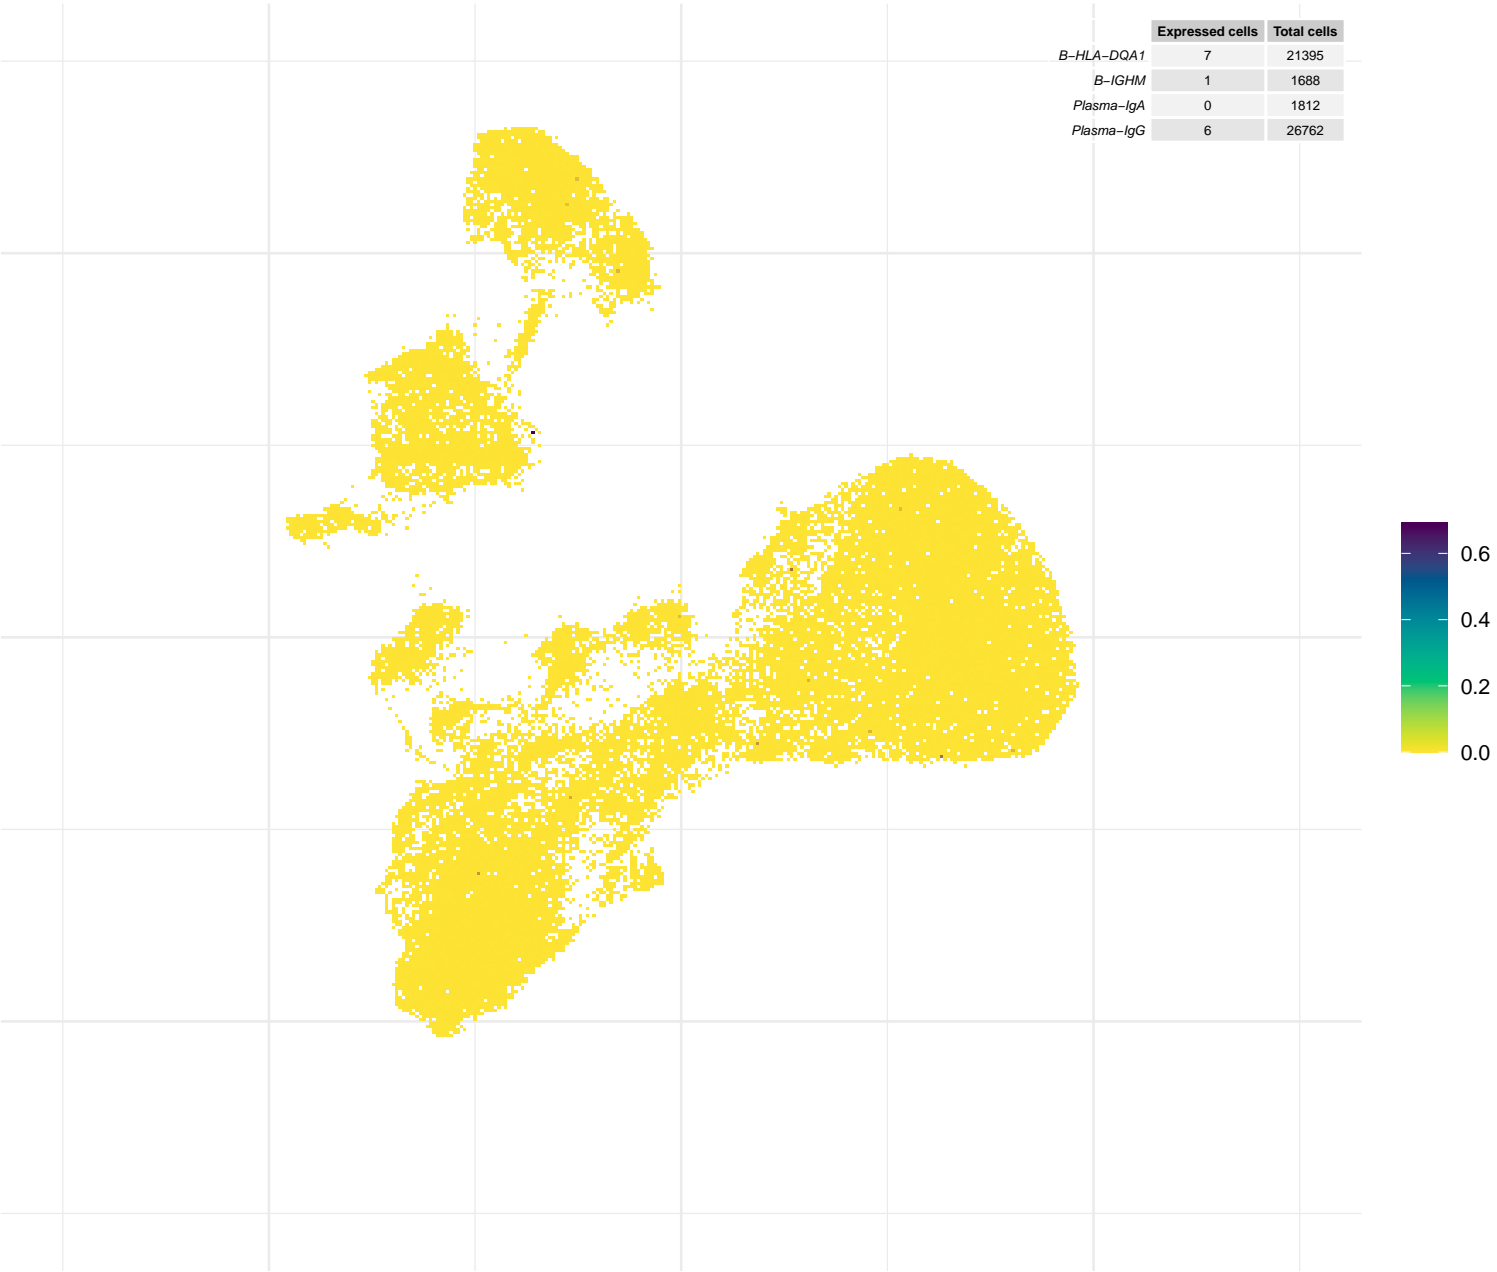 Expressed cells Total cells
B−HLA−DQA1 7 21395
B−IGHM 1 1688
Plasma−IgA 0 1812
Plasma−IgG 6 26762
0.6
0.4
0.2
0.0